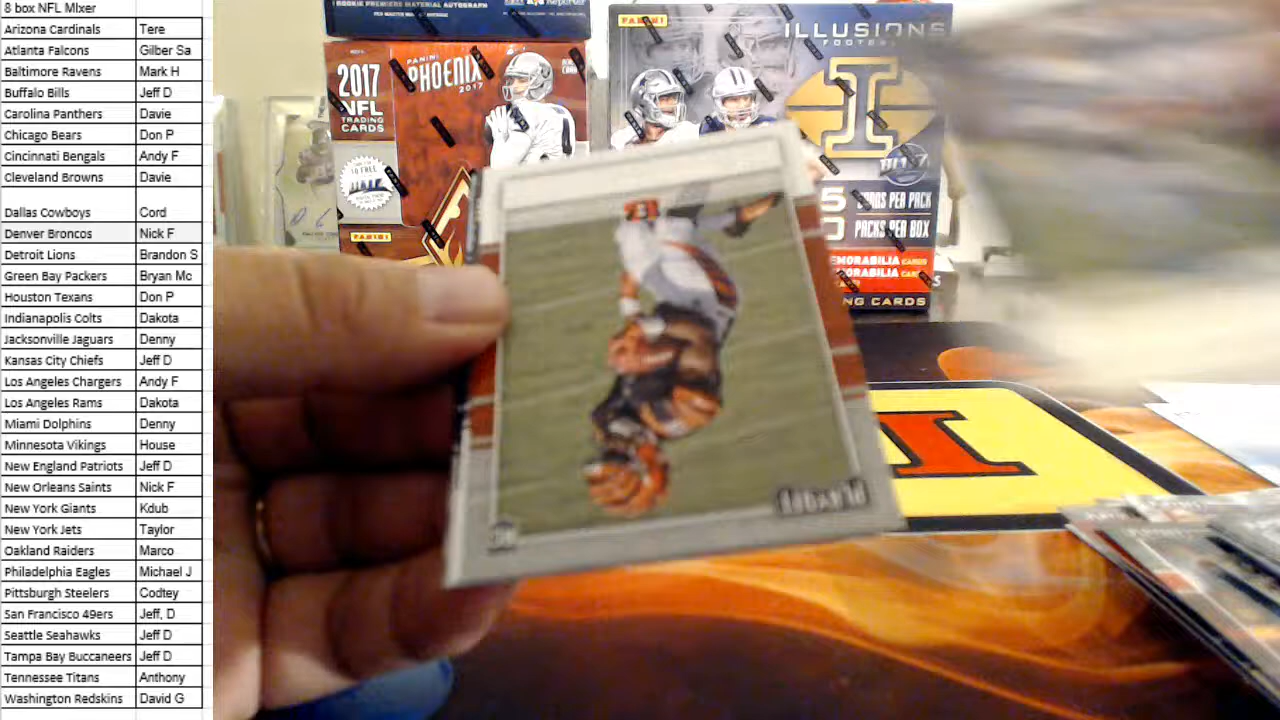 8 box NFL MIxer
Arizona Cardinals Tere
Atlanta Falcons Gilber Sa
Baltimore Ravens Mark H
Buffalo Bills Jeff D
Carolina Panthers Davie
Chicago Bears Don P
Cincinnati Bengals Andy F
Cleveland Browns Davie
Dallas Cowboys Cord
Denver Broncos Nick F
Detroit Lions Brandon S
Green Bay Packers Bryan Mc
Houston Texans Don P
Indianapolis Colts Dakota
Jacksonville Jaguars Denny
Kansas City Chiefs Jeff D
Los Angeles Chargers Andy F
Los Angeles Rams Dakota
Miami Dolphins Denny
Minnesota Vikings House
New England Patriots Jeff D
New Orleans Saints Nick F
New York Giants Kdub
New York Jets Taylor
Oakland Raiders Marco
Philadelphia Eagles Michael J
Pittsburgh Steelers Codtey
San Francisco 49ers Jeff, D
Seattle Seahawks Jeff D
Tampa Bay Buccaneers Jeff D
Tennessee Titans Anthony
Washington Redskins David G
2017
NFL
TRADING
CARDS
PANINI
PHOENIX
2017
PANINI
PANINI
ILLUSIONS
I
PER PACK
PACKS PER BOX
PLAYOFF